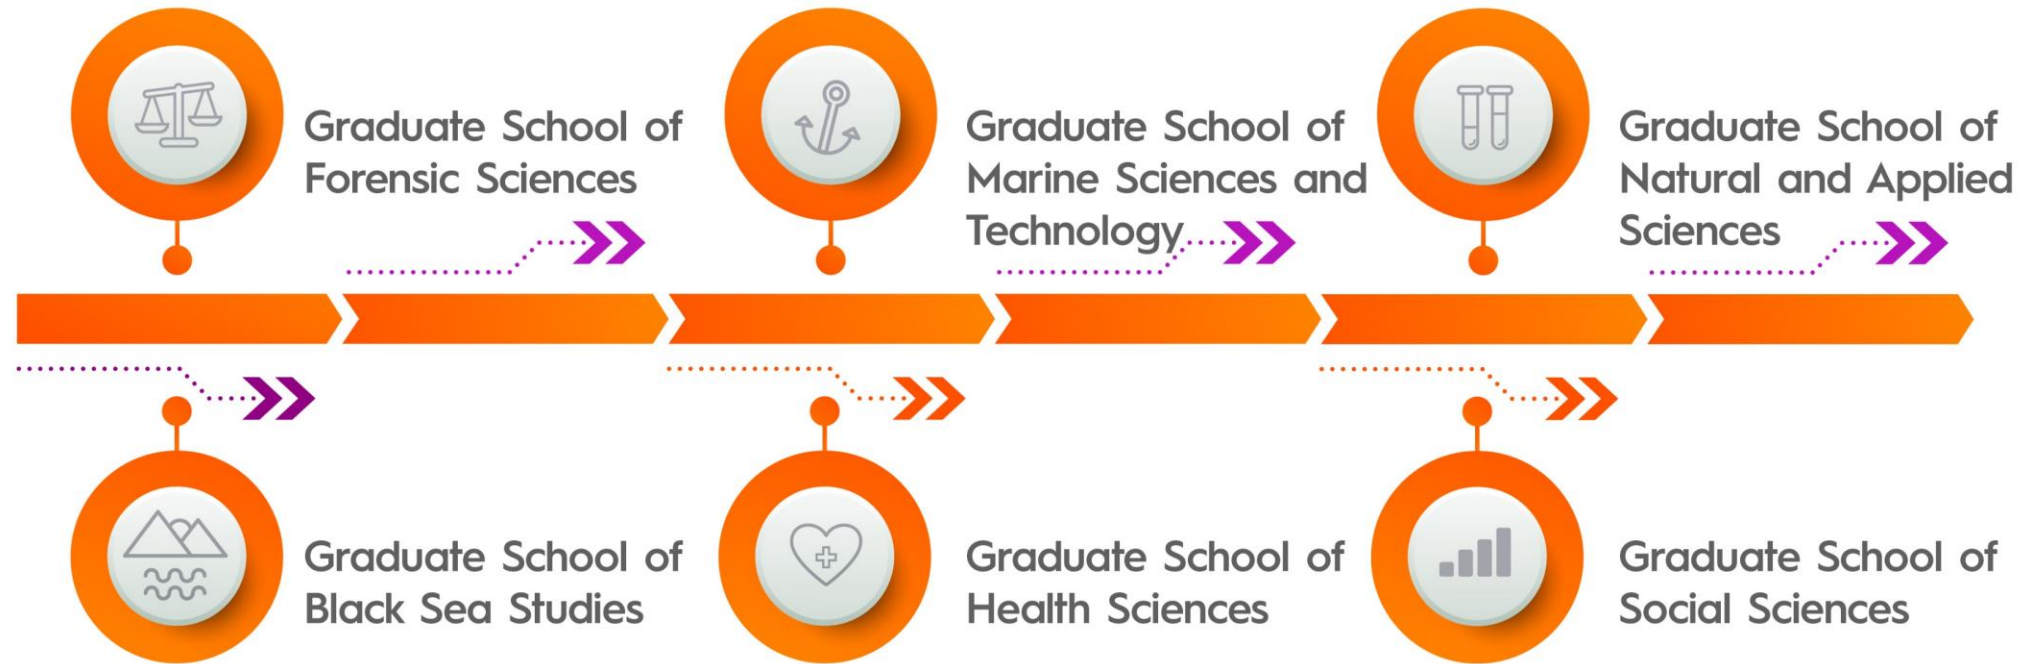 Graduate School of
Forensic Sciences
Graduate School of
Marine Sciences and
Technology
Graduate School of
Natural and Applied
Sciences
Graduate School of
Black Sea Studies
Graduate School of
Health Sciences
Graduate School of
Social Sciences